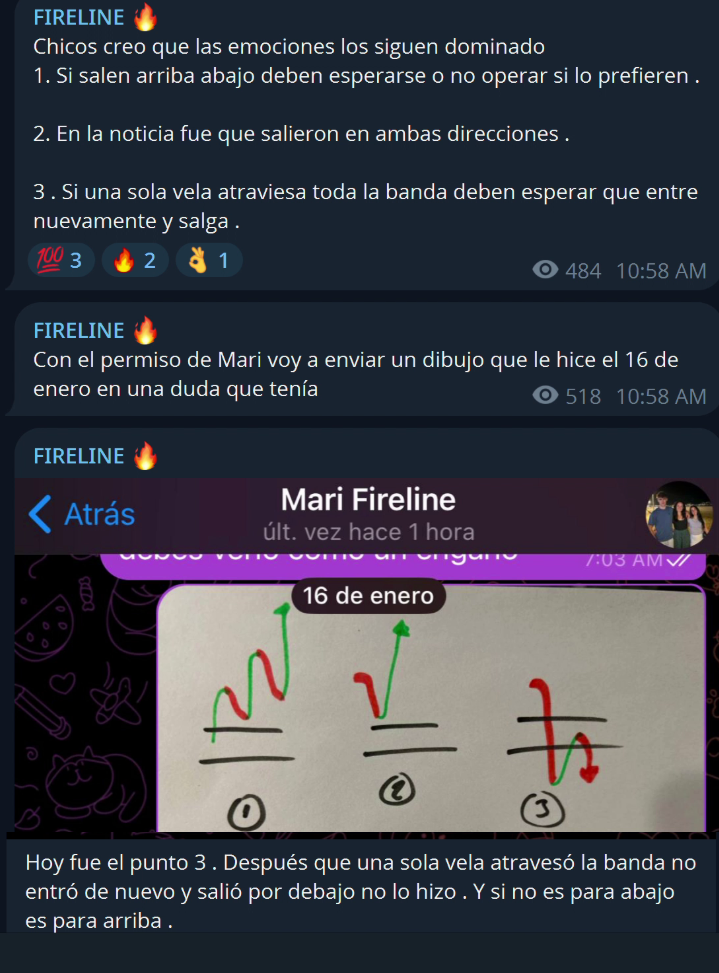 FIRELINE 🔥
Chicos creo que las emociones los siguen dominado
1. Si salen arriba abajo deben esperarse o no operar si lo prefieren .
2. En la noticia fue que salieron en ambas direcciones .
3 . Si una sola vela atraviesa toda la banda deben esperar que entre
nuevamente y salga .
💯 3 🔥 2 👌 1
484 10:58 AM
FIRELINE 🔥
Con el permiso de Mari voy a enviar un dibujo que le hice el 16 de
enero en una duda que tenía
518 10:58 AM
FIRELINE 🔥
Atrás
Mari Fireline
últ. vez hace 1 hora
debes verlo como un engaño
7:03 AM
16 de enero
1
2
3
Hoy fue el punto 3 . Después que una sola vela atravesó la banda no
entró de nuevo y salió por debajo no lo hizo . Y si no es para abajo
es para arriba .